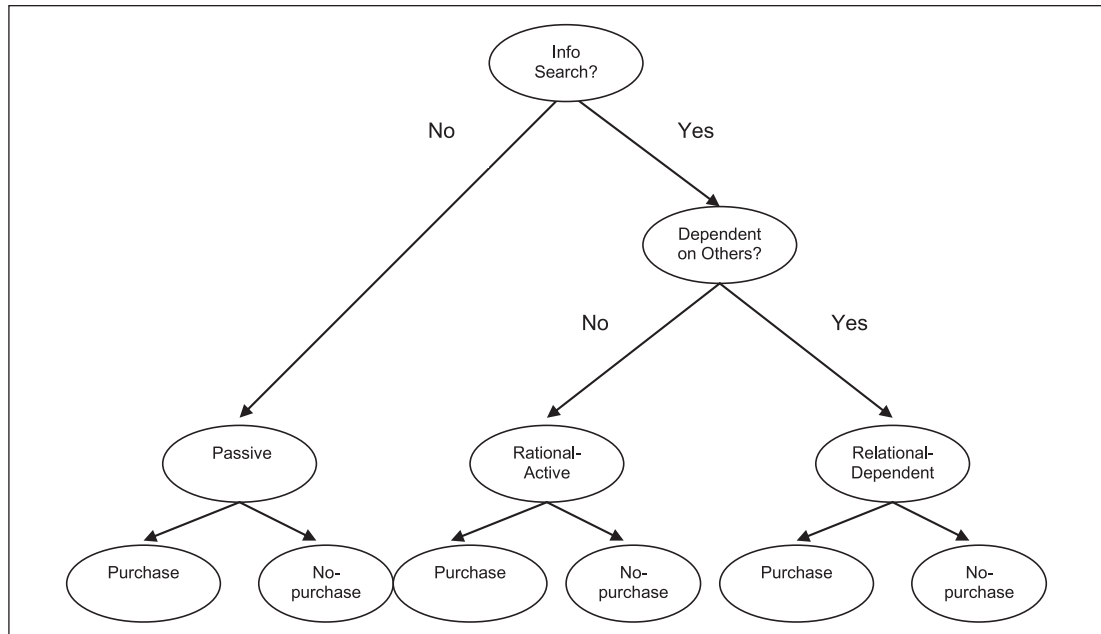 Info
Search?
No
Yes
Dependent
on Others?
No
Yes
Passive
Rational-
Active
Relational-
Dependent
Purchase
No-
purchase
Purchase
No-
purchase
Purchase
No-
purchase